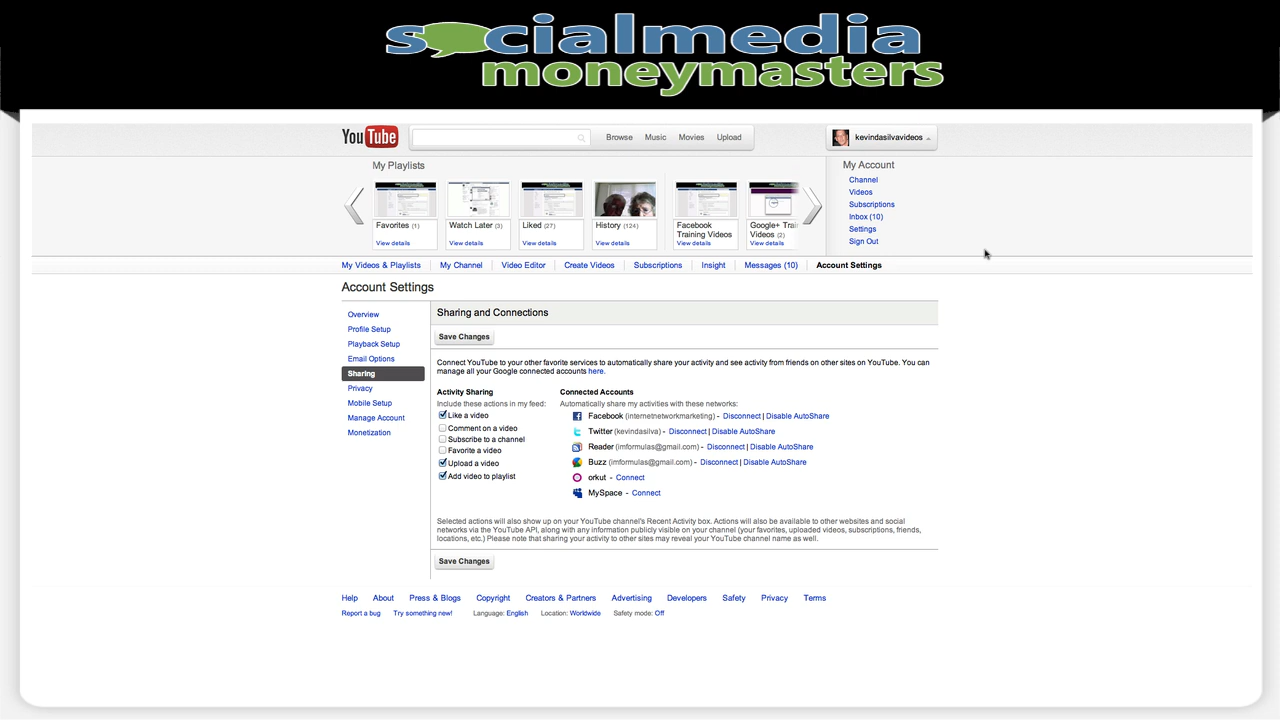 socialmedia
moneymasters
YouTube
Browse Music Movies Upload
kevindasilvavideos
My Playlists
Favorites (1)
View details
Watch Later (3)
View details
Liked (27)
View details
History (124)
View details
Facebook
Training Videos
View details
Google+ Trai
Videos (2)
View details
My Account
Channel
Videos
Subscriptions
Inbox (10)
Settings
Sign Out
My Videos & Playlists | My Channel | Video Editor | Create Videos | Subscriptions | Insight | Messages (10) | Account Settings
Account Settings
Overview
Profile Setup
Playback Setup
Email Options
Sharing
Privacy
Mobile Setup
Manage Account
Monetization
Sharing and Connections
Save Changes
Connect YouTube to your other favorite services to automatically share your activity and see activity from friends on other sites on YouTube. You can
manage all your Google connected accounts here.
Activity Sharing
Include these actions in my feed:
Like a video
Comment on a video
Subscribe to a channel
Favorite a video
Upload a video
Add video to playlist
Connected Accounts
Automatically share my activities with these networks:
Facebook (internetnetworkmarketing) - Disconnect | Disable AutoShare
Twitter (kevindasilva) - Disconnect | Disable AutoShare
Reader (imformulas@gmail.com) - Disconnect | Disable AutoShare
Buzz (imformulas@gmail.com) - Disconnect | Disable AutoShare
orkut - Connect
MySpace - Connect
Selected actions will also show up on your YouTube channel's Recent Activity box. Actions will also be available to other websites and social
networks via the YouTube API, along with any information publicly visible on your channel (your favorites, uploaded videos, subscriptions, friends,
locations, etc.) Please note that sharing your activity to other sites may reveal your YouTube channel name as well.
Save Changes
Help About Press & Blogs Copyright Creators & Partners Advertising Developers Safety Privacy Terms
Report a bug Try something new! Language: English Location: Worldwide Safety mode: Off